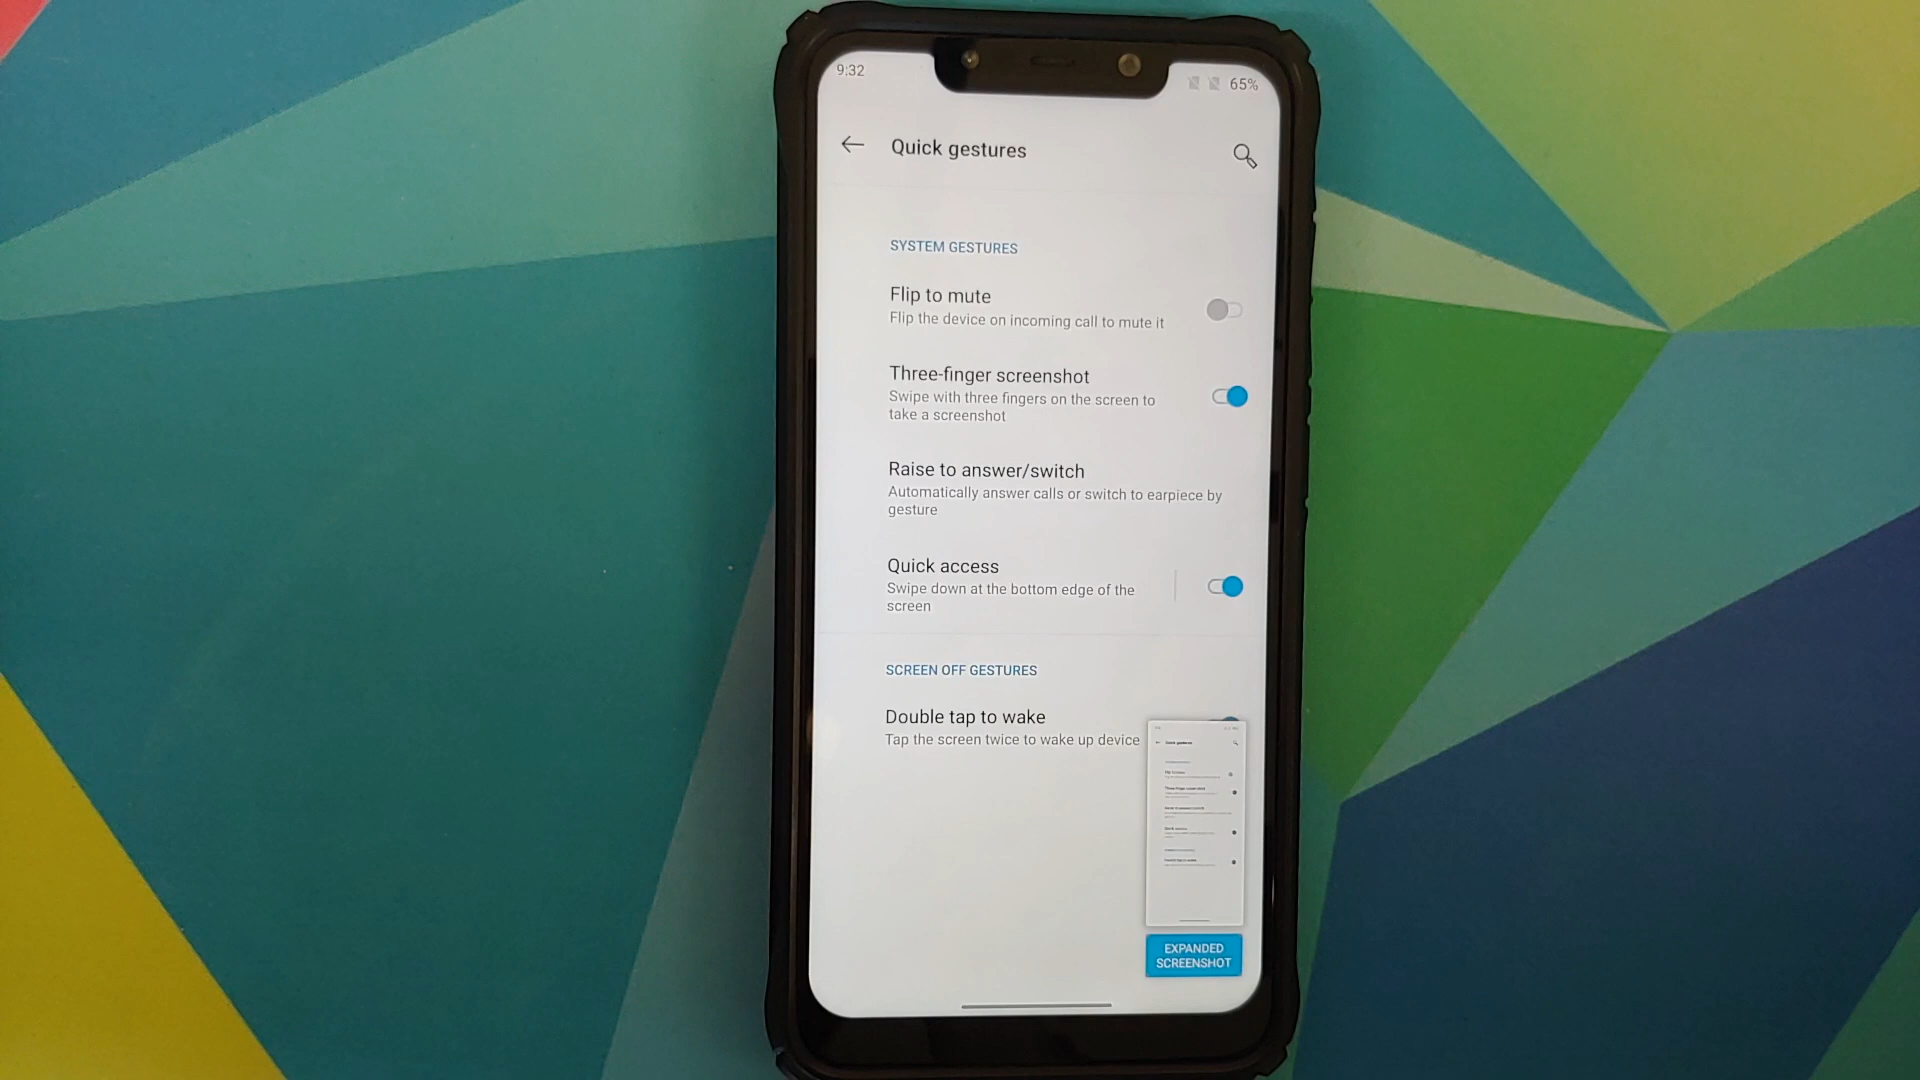 9:32
65%
Quick gestures
SYSTEM GESTURES
Flip to mute
Flip the device on incoming call to mute it
Three-finger screenshot
Swipe with three fingers on the screen to
take a screenshot
Raise to answer/switch
Automatically answer calls or switch to earpiece by
gesture
Quick access
Swipe down at the bottom edge of the
screen
SCREEN OFF GESTURES
Double tap to wake
Tap the screen twice to wake up device
Quick gestures
EXPANDED
SCREENSHOT